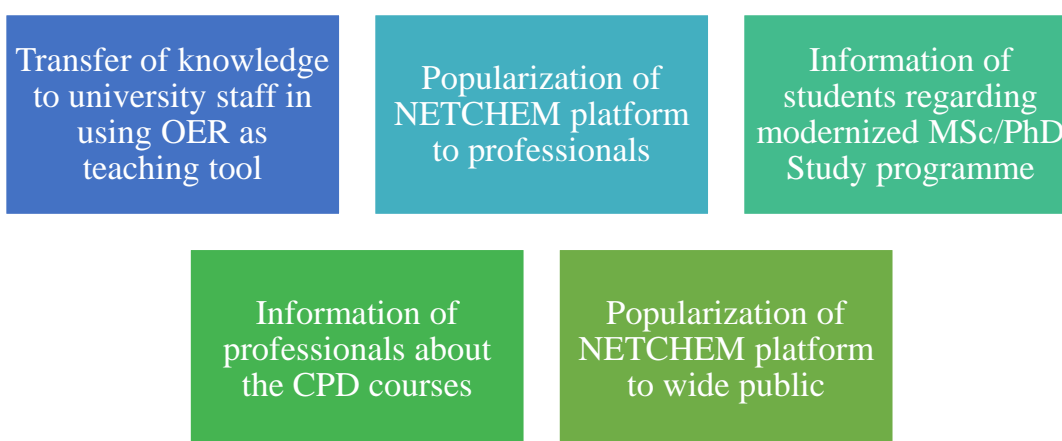 Transfer of knowledge
to university staff in
using OER as
teaching tool
Popularization of
NETCHEM platform
to professionals
Information of
students regarding
modernized MSc/PhD
Study programme
Information of
professionals about
the CPD courses
Popularization of
NETCHEM platform
to wide public